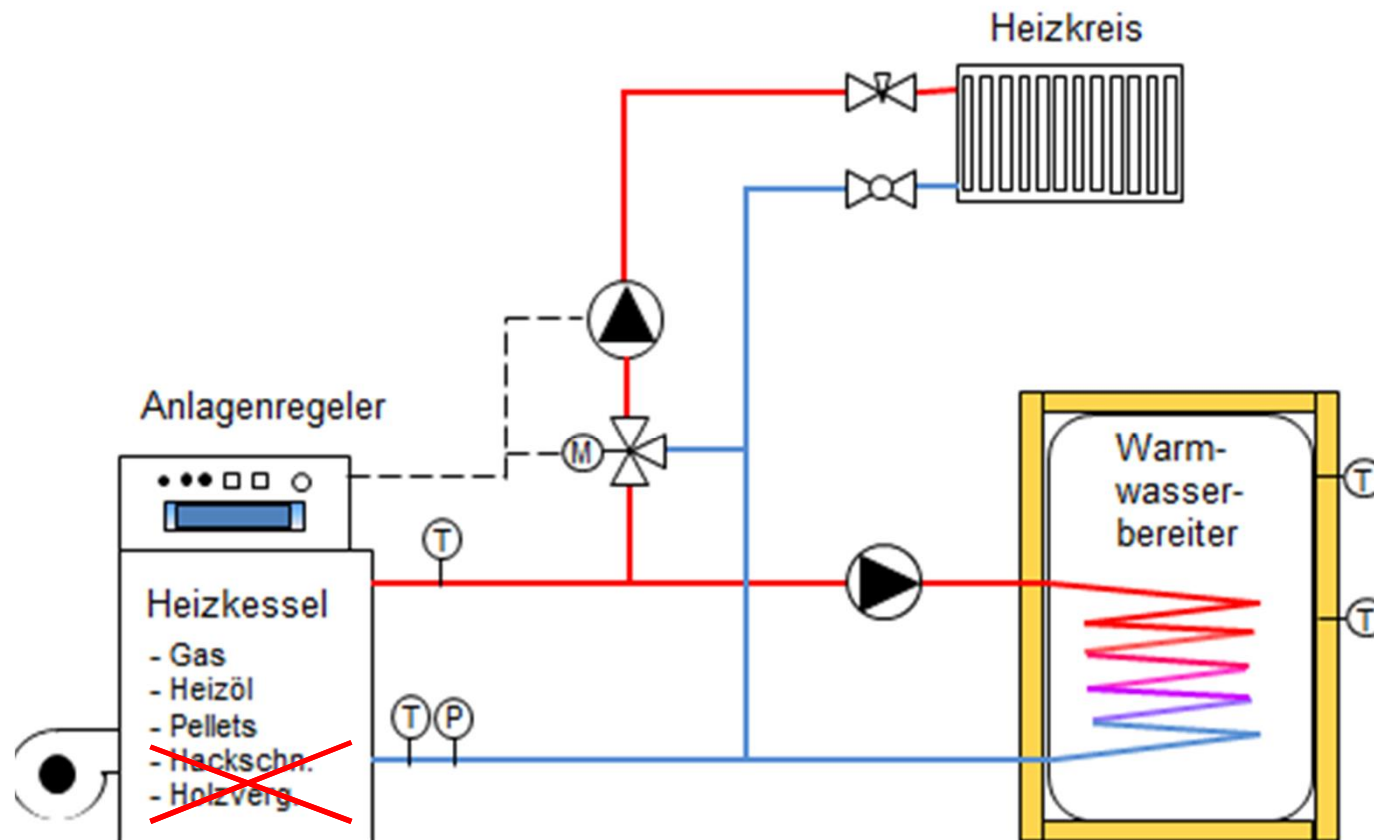 Heizkreis
Anlagenregeler
M
T
Heizkessel
- Gas
- Heizöl
- Pellets
- Hackschn.
- Holzverg.
T
P
Warm-
wasser-
bereiter
T
T